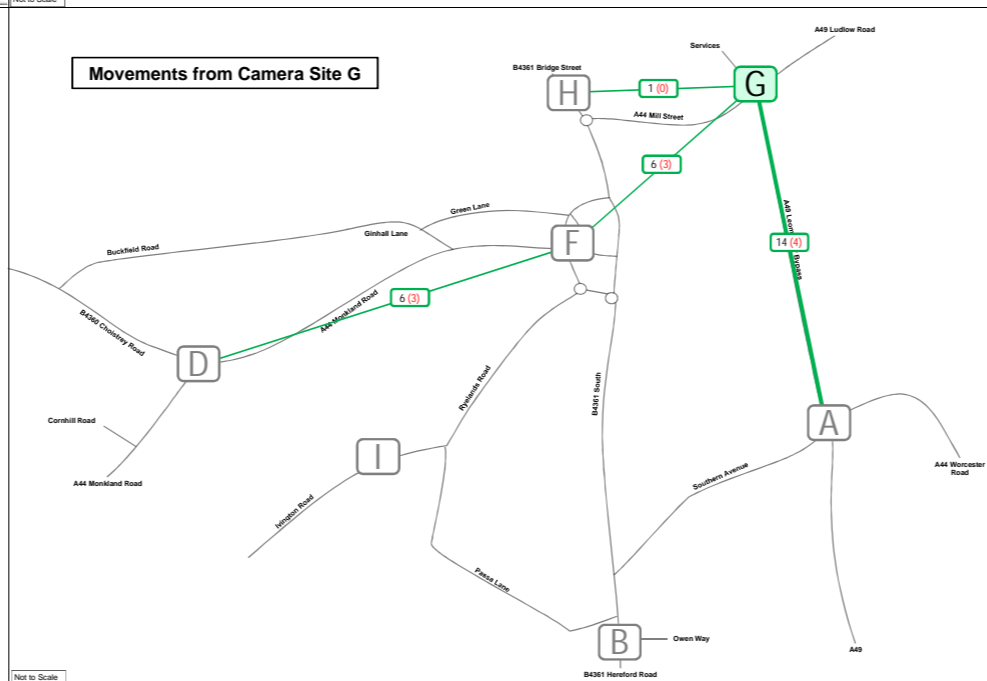 Not to Scale
A49 Ludlow Road
Services
Movements from Camera Site G
B4361 Bridge Street
G
H
1 (0)
A44 Mill Street
6 (3)
Green Lane
A49 Leom
Ginhall Lane
F
Buckfield Road
14 (4)
Bypass
6 (3)
A44 Monkland Road
B4360 Cholstrey Road
D
Ryelands Road
B4361 South
A
Cornhill Road
I
A44 Worcester
Road
A44 Monkland Road
Southern Avenue
Ivington Road
Passa Lane
B
Owen Way
A49
B4361 Hereford Road
Not to Scale